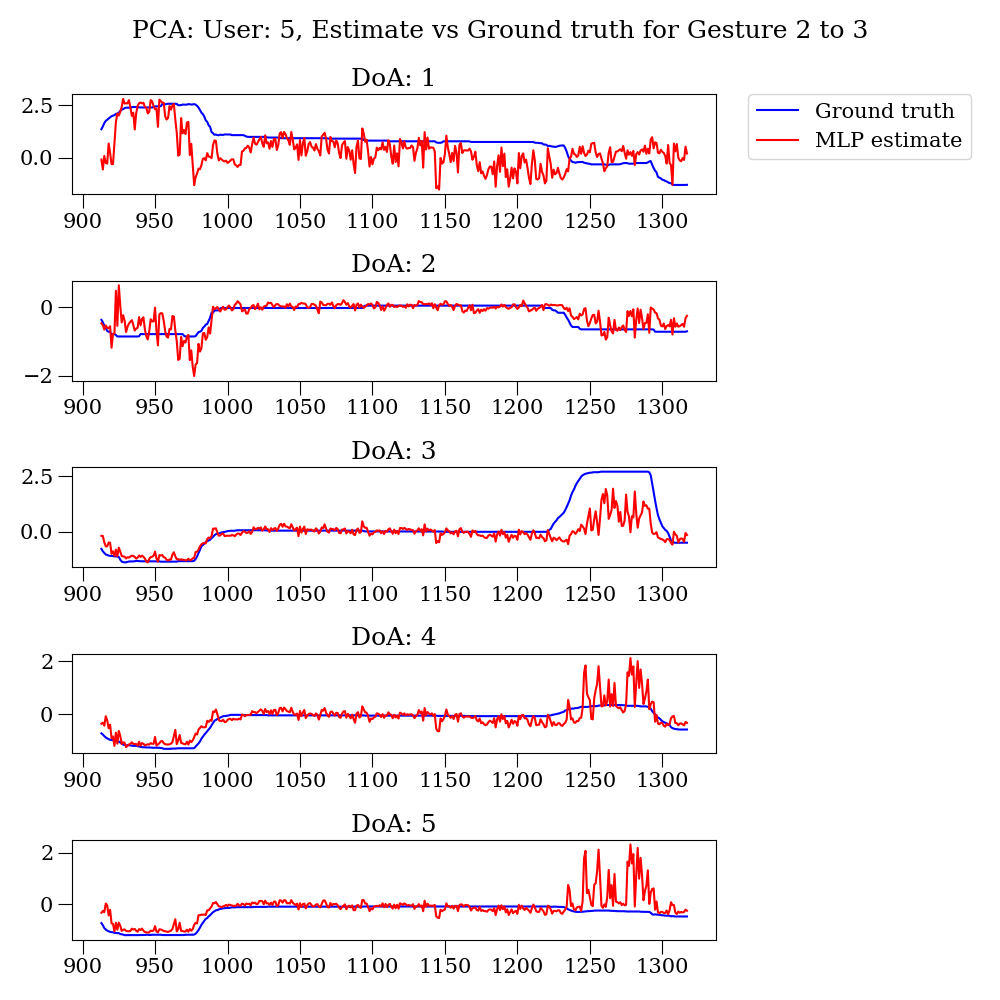 PCA: User: 5, Estimate vs Ground truth for Gesture 2 to 3
DoA: 1
2.5
0.0
900 950 1000 1050 1100 1150 1200 1250 1300
Ground truth
MLP estimate
DoA: 2
0
−2
900 950 1000 1050 1100 1150 1200 1250 1300
DoA: 3
2.5
0.0
900 950 1000 1050 1100 1150 1200 1250 1300
DoA: 4
2
0
900 950 1000 1050 1100 1150 1200 1250 1300
DoA: 5
2
0
900 950 1000 1050 1100 1150 1200 1250 1300